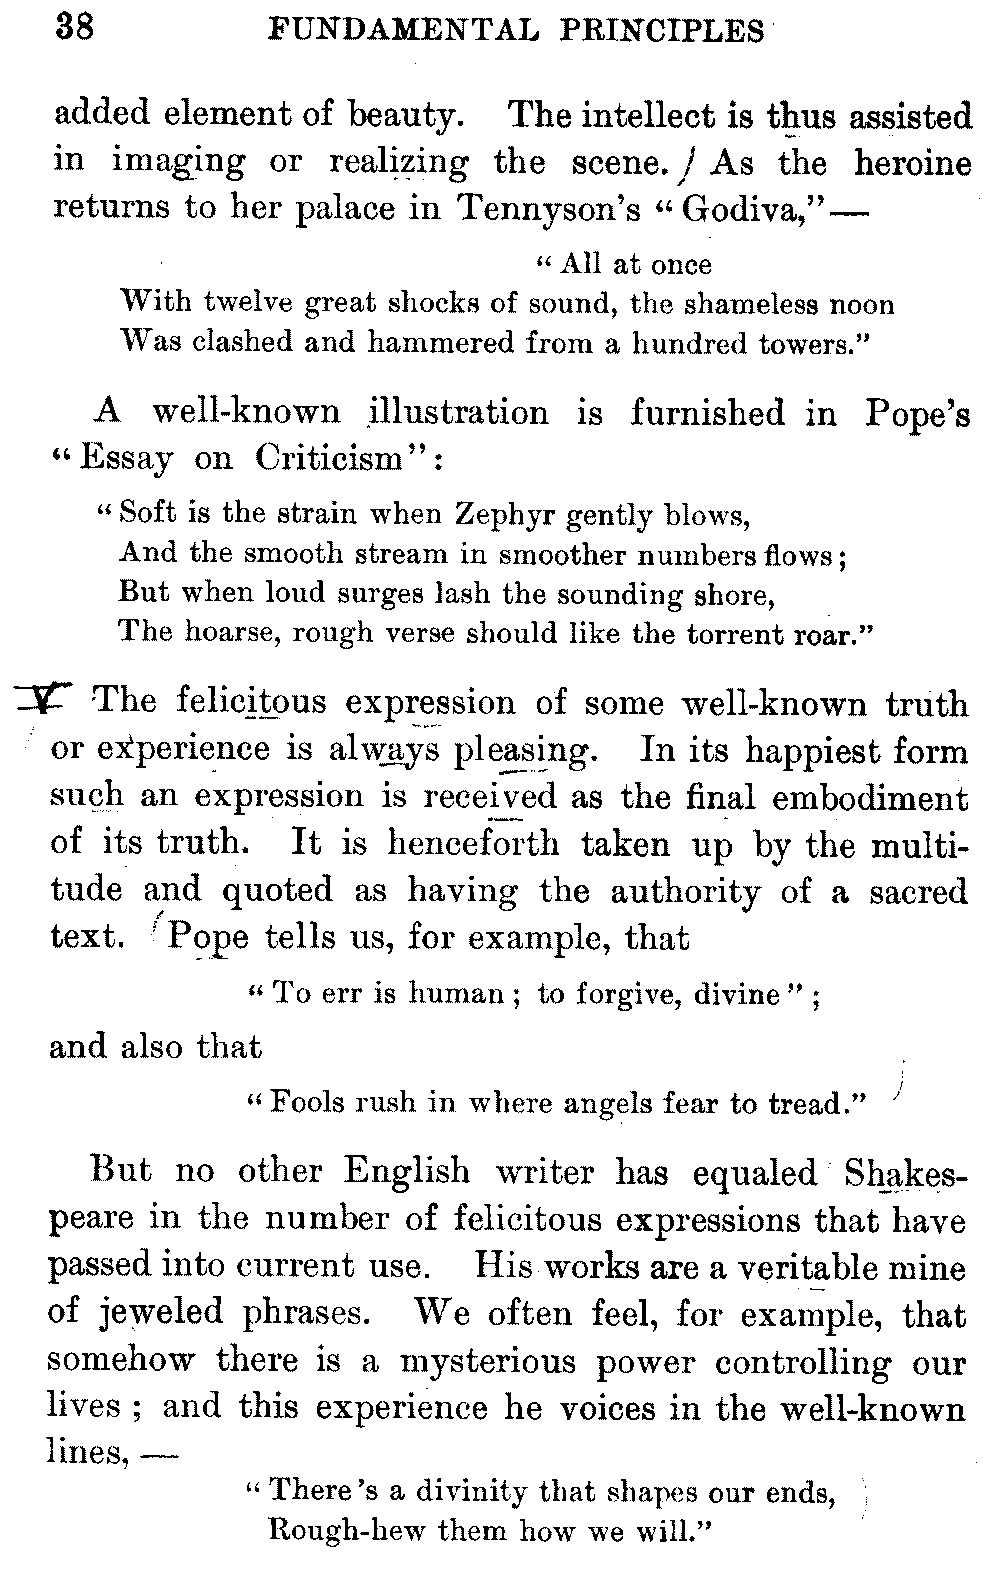 38 FUNDAMENTAL PRINCIPLES
added element of beauty. The intellect is thus assisted
in imaging or realizing the scene. / As the heroine
returns to her palace in Tennyson's “Godiva,”—
“All at once
With twelve great shocks of sound, the shameless noon
Was clashed and hammered from a hundred towers.”
A well-known illustration is furnished in Pope's
“Essay on Criticism”:
“Soft is the strain when Zephyr gently blows,
And the smooth stream in smoother numbers flows;
But when loud surges lash the sounding shore,
The hoarse, rough verse should like the torrent roar.”
V The felicitous expression of some well-known truth
or experience is always pleasing. In its happiest form
such an expression is received as the final embodiment
of its truth. It is henceforth taken up by the multi-
tude and quoted as having the authority of a sacred
text. Pope tells us, for example, that
“To err is human; to forgive, divine”;
and also that
“Fools rush in where angels fear to tread.”
But no other English writer has equaled Shakes-
peare in the number of felicitous expressions that have
passed into current use. His works are a veritable mine
of jeweled phrases. We often feel, for example, that
somehow there is a mysterious power controlling our
lives; and this experience he voices in the well-known
lines, —
“There's a divinity that shapes our ends,
Rough-hew them how we will.”